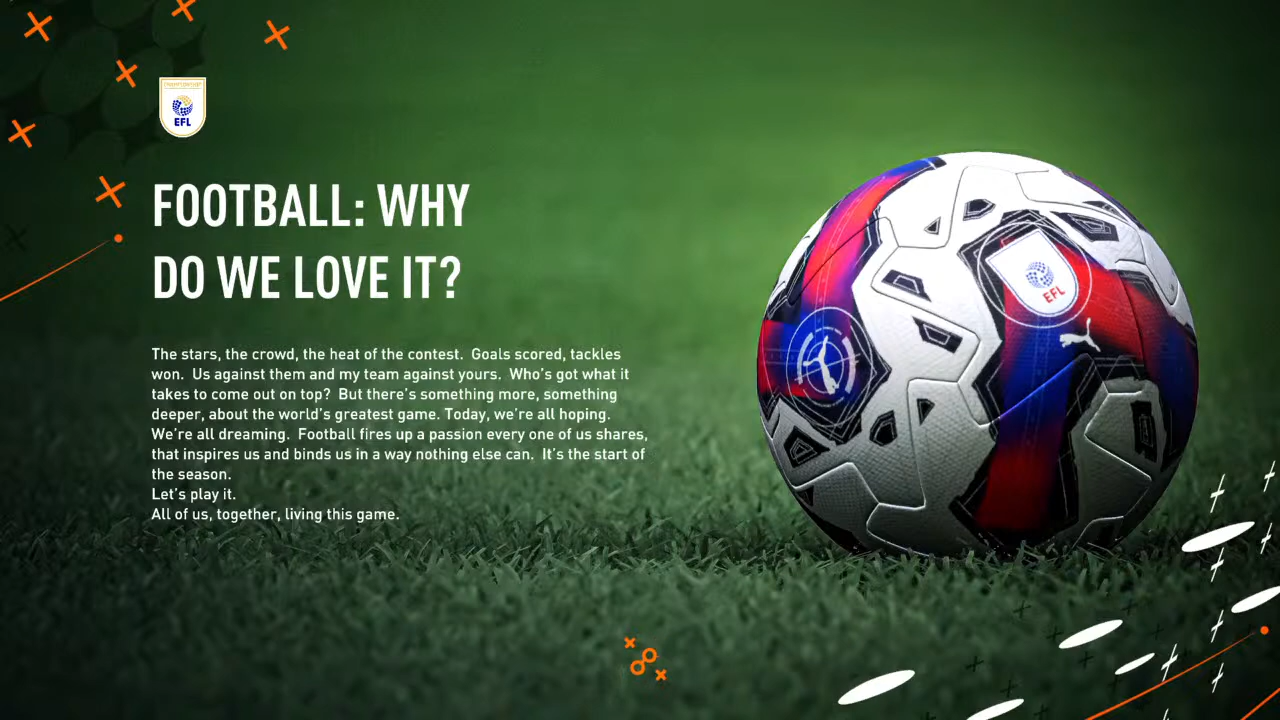 CHAMPIONSHIP
EFL
FOOTBALL: WHY
DO WE LOVE IT?
The stars, the crowd, the heat of the contest.  Goals scored, tackles
won.  Us against them and my team against yours.  Who's got what it
takes to come out on top?  But there's something more, something
deeper, about the world's greatest game. Today, we're all hoping.
We're all dreaming.  Football fires up a passion every one of us shares,
that inspires us and binds us in a way nothing else can.  It's the start of
the season.
Let's play it.
All of us, together, living this game.
EFL